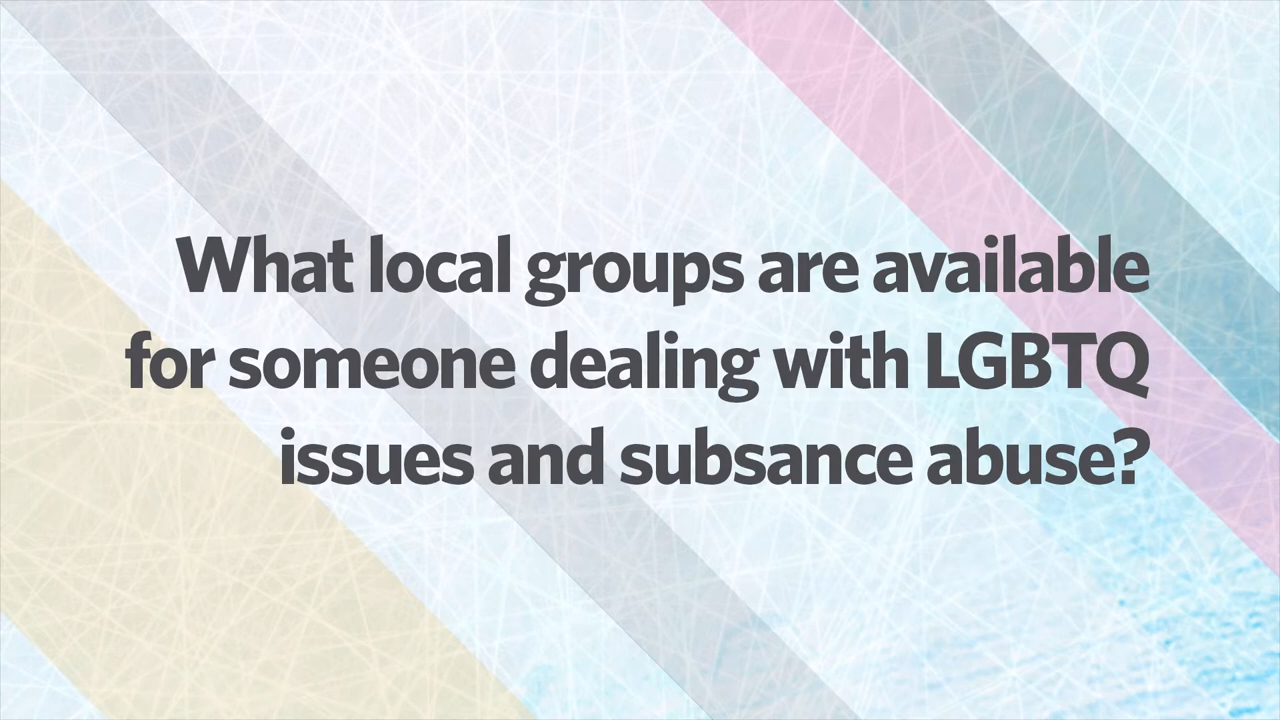 What local groups are available
for someone dealing with LGBTQ
issues and subsance abuse?